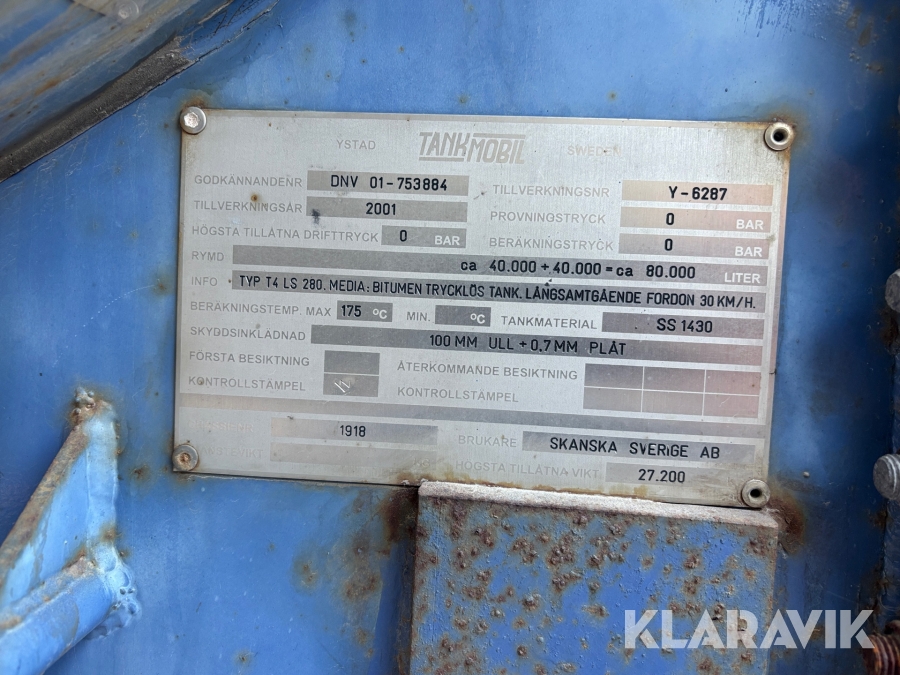 YSTAD TANKMOBIL SWEDEN
GODKÄNNANDENR DNV 01-753884 TILLVERKNINGSNR Y-6287
TILLVERKNINGSÅR 2001 PROVNINGSTRYCK 0 BAR
HÖGSTA TILLÅTNA DRIFTTRYCK 0 BAR BERÄKNINGSTRYCK 0 BAR
RYMD ca 40.000 + 40.000 = ca 80.000 LITER
INFO TYP T4 LS 280. MEDIA: BITUMEN TRYCKLÖS TANK. LÅNGSAMTGÅENDE FORDON 30 KM/H.
BERÄKNINGSTEMP. MAX 175 °C MIN. °C TANKMATERIAL SS 1430
SKYDDSINKLÄDNAD 100 MM ULL + 0.7 MM PLÅT
FÖRSTA BESIKTNING ÅTERKOMMANDE BESIKTNING
KONTROLLSTÄMPEL KONTROLLSTÄMPEL
1918 BRUKARE SKANSKA SVERIGE AB
HÖGSTA TILLÅTNA VIKT 27.200
KLARAVIK